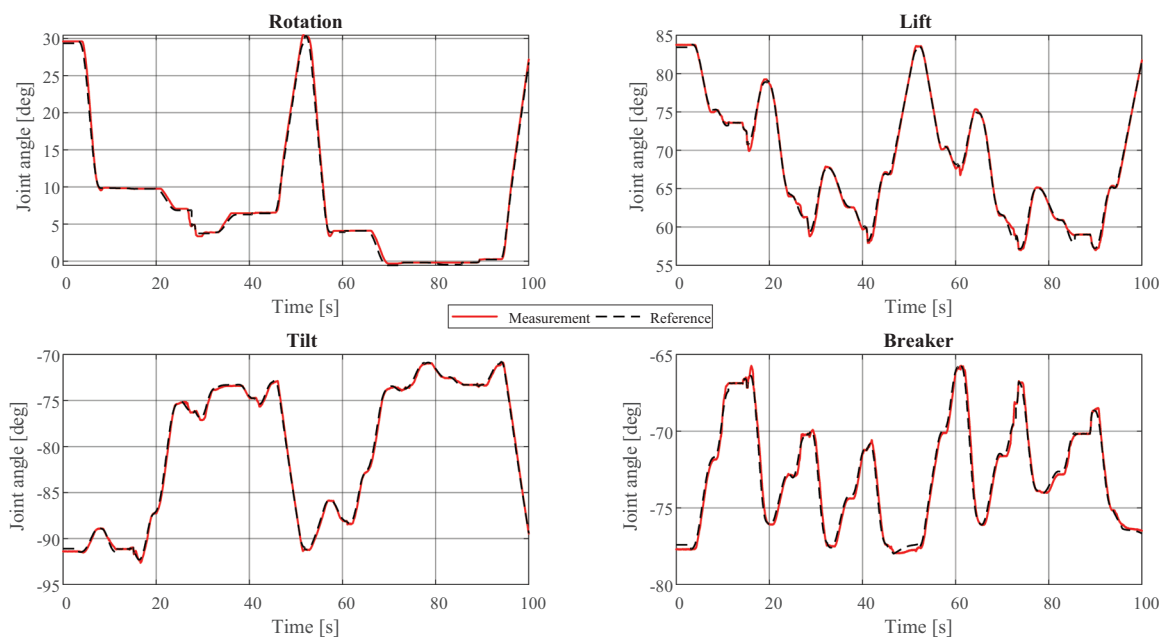 Rotation
Joint angle [deg]
30
25
20
15
10
5
0
0 20 40 60 80 100
Time [s]
Lift
Joint angle [deg]
85
80
75
70
65
60
55
0 20 40 60 80 100
Time [s]
Measurement Reference
Tilt
Joint angle [deg]
-70
-75
-80
-85
-90
-95
0 20 40 60 80 100
Time [s]
Breaker
Joint angle [deg]
-65
-70
-75
-80
0 20 40 60 80 100
Time [s]